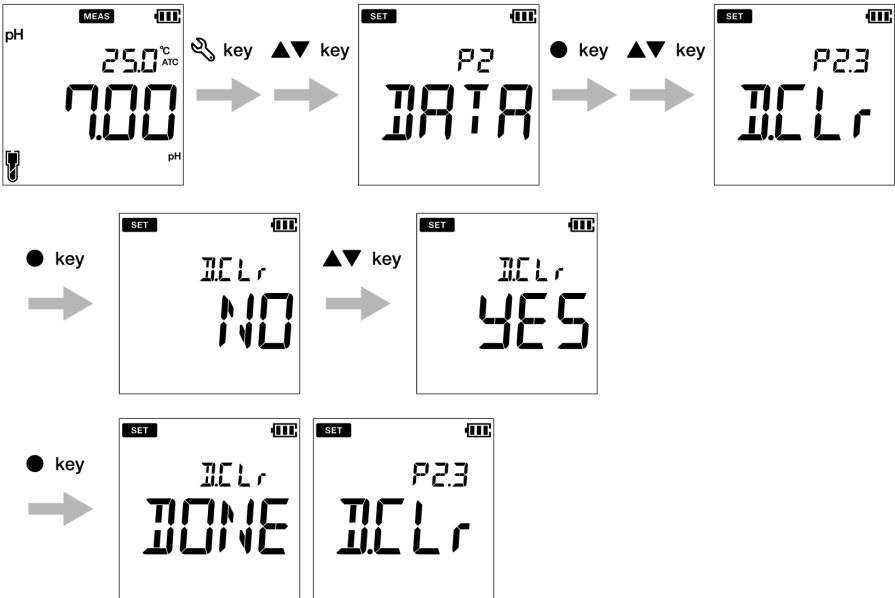 MEAS
pH
25.0 °C
ATC
7.00
pH
key
key
SET
P2
DATA
key
key
SET
P2.3
D.CLr
key
SET
D.CLr
NO
key
SET
D.CLr
YES
key
SET
D.CLr
DONE
SET
P2.3
D.CLr